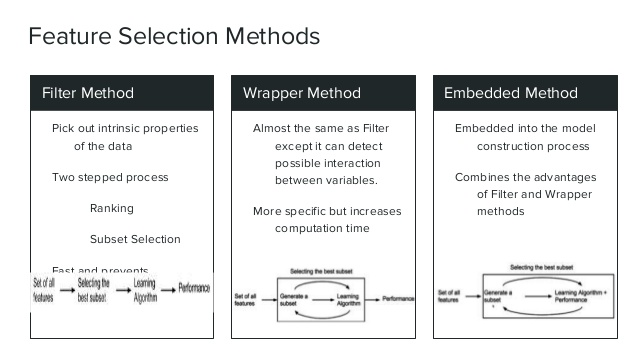 Feature Selection Methods
Filter Method
Pick out intrinsic properties
of the data
Two stepped process
Ranking
Subset Selection
Fast and prevents
Set of all
features
Selecting the
best subset
Learning
Algorithm
Performance
Wrapper Method
Almost the same as Filter
except it can detect
possible interaction
between variables.
More specific but increases
computation time
Selecting the best subset
Set of all
features
Generate a
subset
Learning
Algorithm
Performance
Embedded Method
Embedded into the model
construction process
Combines the advantages
of Filter and Wrapper
methods
Selecting the best subset
Set of all
features
Generate a
subset
Learning Algorithm +
Performance